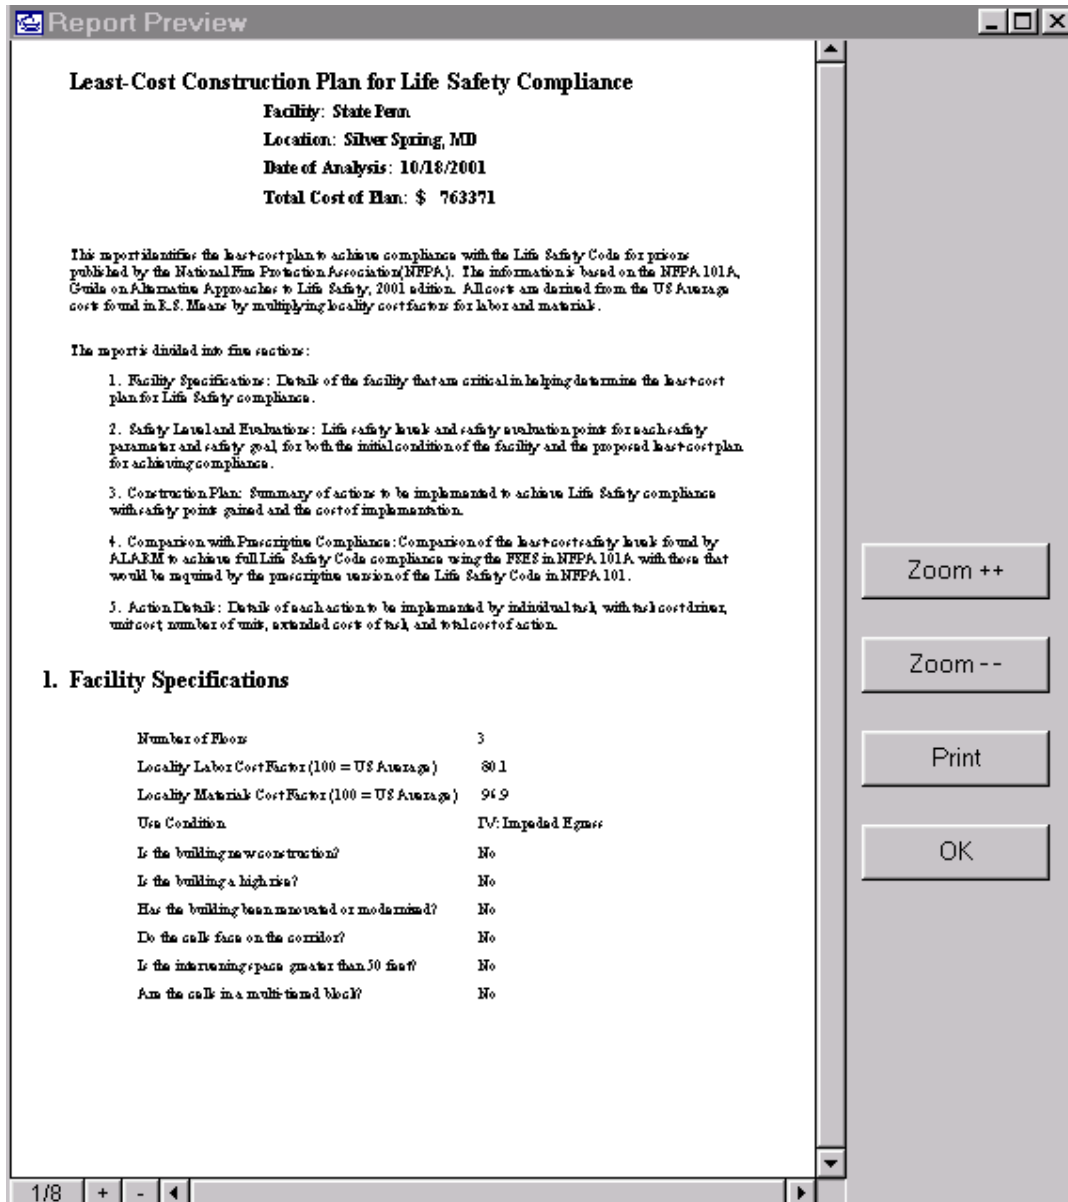 Report Preview
Least-Cost Construction Plan for Life Safety Compliance
Facility: State Penn
Location: Silver Spring, MD
Date of Analysis: 10/18/2001
Total Cost of Plan: $ 763371
This report identifies the least-cost plan to achieve compliance with the Life Safety Code for prisons
published by the National Fire Protection Association(NFPA). The information is based on the NFPA 101A,
Guide on Alternative Approaches to Life Safety, 2001 edition. All costs are derived from the US Average
costs found in R.S. Means by multiplying locality cost factors for labor and materials.
The report is divided into five sections:
1. Facility Specifications: Details of the facility that are critical in helping determine the least-cost
plan for Life Safety compliance.
2. Safety Level and Evaluations: Life safety levels and safety evaluation points for each safety
parameter and safety goal, for both the initial condition of the facility and the proposed least-cost plan
for achieving compliance.
3. Construction Plan: Summary of actions to be implemented to achieve Life Safety compliance
with safety points gained and the cost of implementation.
4. Comparison with Prescriptive Compliance: Comparison of the least-cost safety levels found by
ALARM to achieve full Life Safety Code compliance using the FSES in NFPA 101A with those that
would be required by the prescriptive version of the Life Safety Code in NFPA 101.
5. Action Details: Details of each action to be implemented by individual task, with task cost driver,
unit cost, number of units, extended costs of task, and total cost of action.
1. Facility Specifications
Number of Floors 3
Locality Labor Cost Factor (100 = US Average) 80.1
Locality Materials Cost Factor (100 = US Average) 96.9
Use Condition IV: Impeded Egress
Is the building new construction? No
Is the building a high rise? No
Has the building been renovated or modernized? No
Do the cells face on the corridor? No
Is the intervening space greater than 50 feet? No
Are the cells in a multi-tiered block? No
Zoom ++
Zoom --
Print
OK
1/8 + -